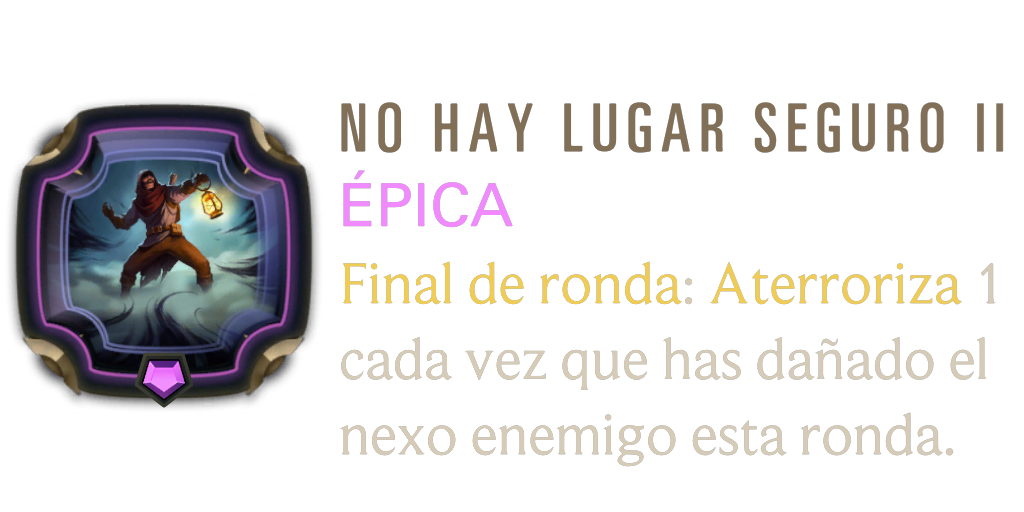 NO HAY LUGAR SEGURO II
ÉPICA
Final de ronda: Aterroriza 1
cada vez que has dañado el
nexo enemigo esta ronda.